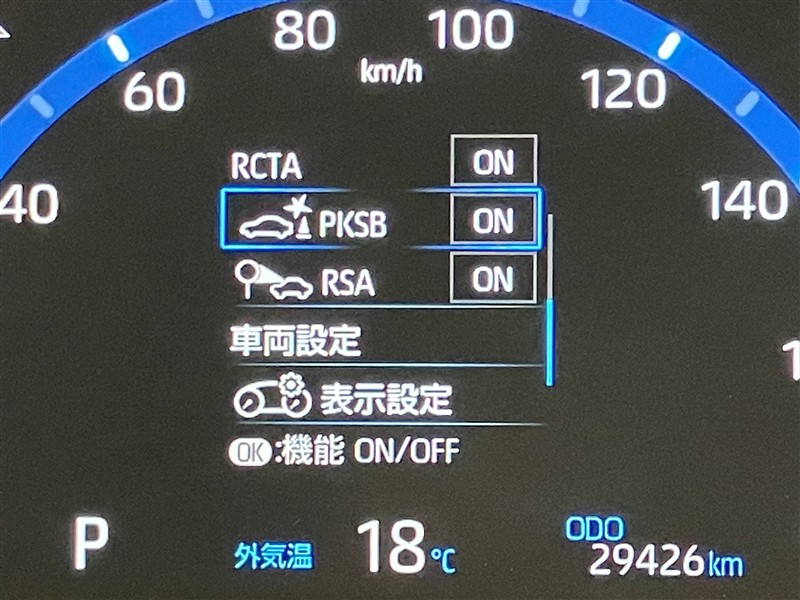 80 100
km/h
60 120
40 140
RCTA ON
PKSB ON
RSA ON
車両設定
表示設定
OK:機能 ON/OFF
P 外気温 18℃ ODO 29426km